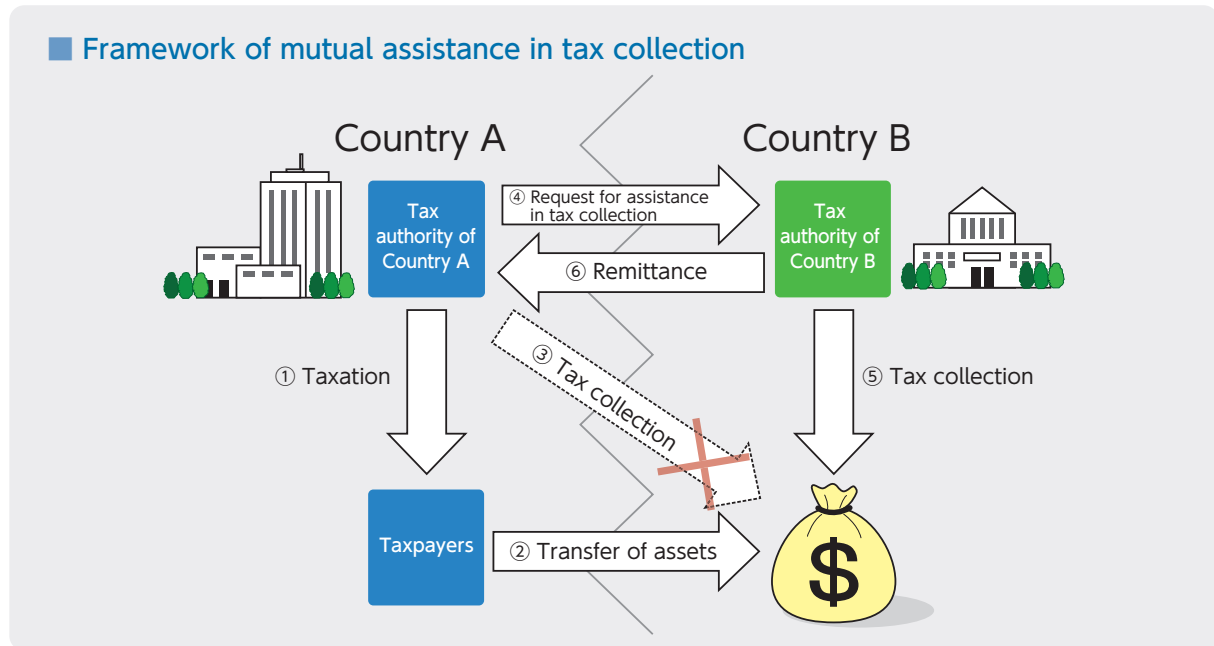 ■ Framework of mutual assistance in tax collection
Country A
Country B
Tax
authority of
Country A
④ Request for assistance
in tax collection
Tax
authority of
Country B
⑥ Remittance
① Taxation
③ Tax collection
⑤ Tax collection
Taxpayers
② Transfer of assets
$